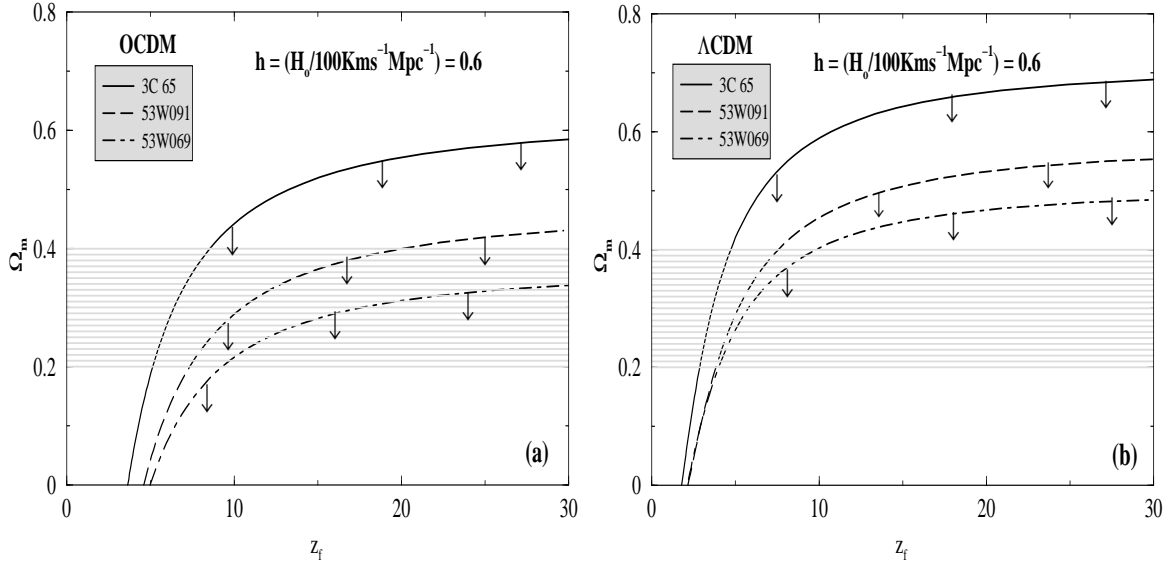 0.8
0.6
0.4
0.2
0
Ωm
OCDM
h = (Ho/100Kms⁻¹Mpc⁻¹) = 0.6
3C 65
53W091
53W069
(a)
0 10 20 30
zf
0.8
0.6
0.4
0.2
0
Ωm
ΛCDM
h = (Ho/100Kms⁻¹Mpc⁻¹) = 0.6
3C 65
53W091
53W069
(b)
0 10 20 30
zf